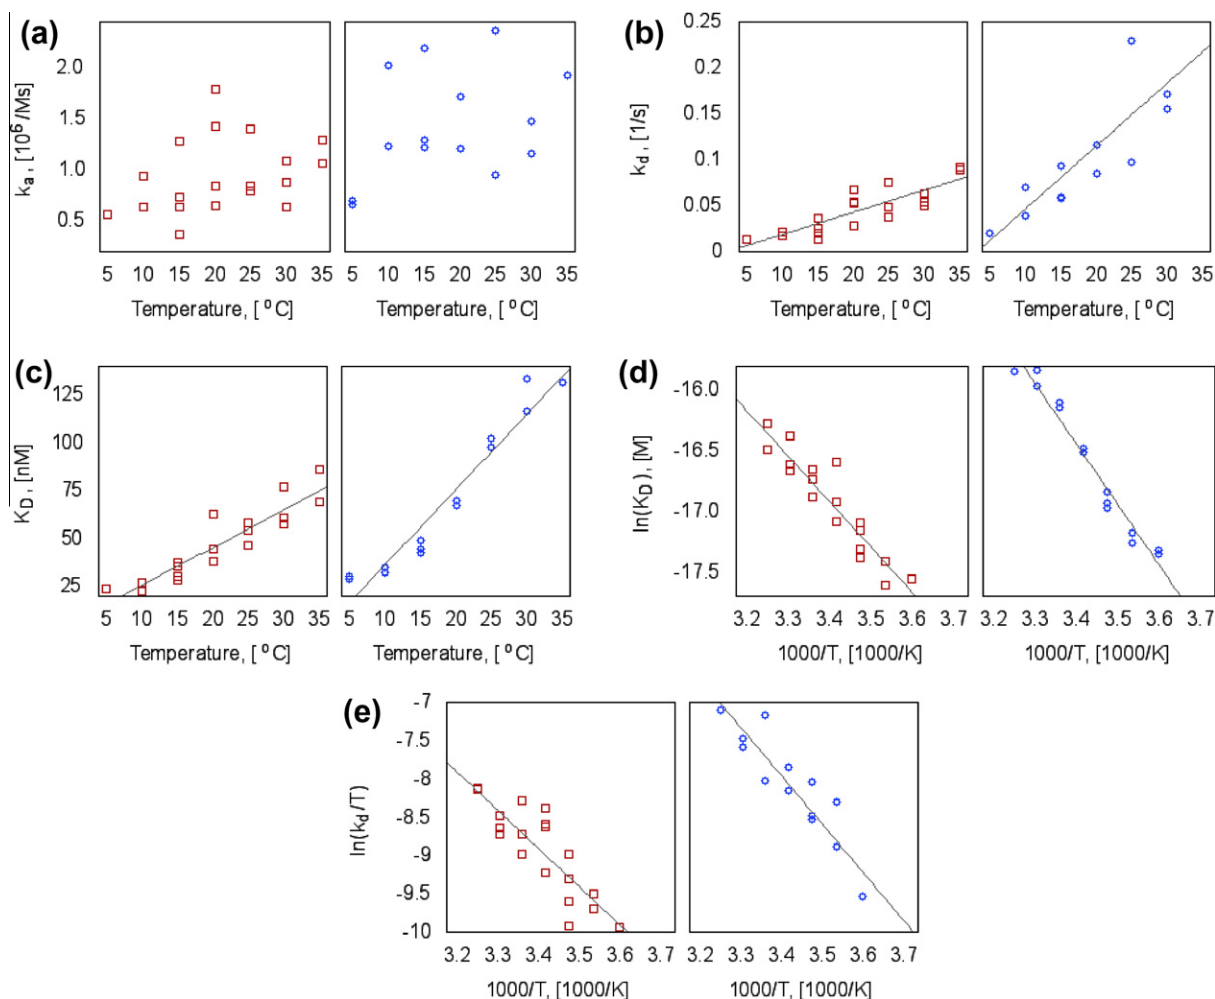 (a)
kₐ, [10⁶/Ms]
2.0
1.5
1.0
0.5
5 10 15 20 25 30 35 5 10 15 20 25 30 35
Temperature, [ ºC] Temperature, [ ºC]
(b)
k_d, [1/s]
0.25
0.2
0.15
0.1
0.05
0
5 10 15 20 25 30 35 5 10 15 20 25 30 35
Temperature, [ ºC] Temperature, [ ºC]
(c)
K_D, [nM]
125
100
75
50
25
5 10 15 20 25 30 35 5 10 15 20 25 30 35
Temperature, [ ºC] Temperature, [ ºC]
(d)
ln(K_D), [M]
-16.0
-16.5
-17.0
-17.5
3.2 3.3 3.4 3.5 3.6 3.7 3.2 3.3 3.4 3.5 3.6 3.7
1000/T, [1000/K] 1000/T, [1000/K]
(e)
ln(k_d/T)
-7
-7.5
-8
-8.5
-9
-9.5
-10
3.2 3.3 3.4 3.5 3.6 3.7 3.2 3.3 3.4 3.5 3.6 3.7
1000/T, [1000/K] 1000/T, [1000/K]